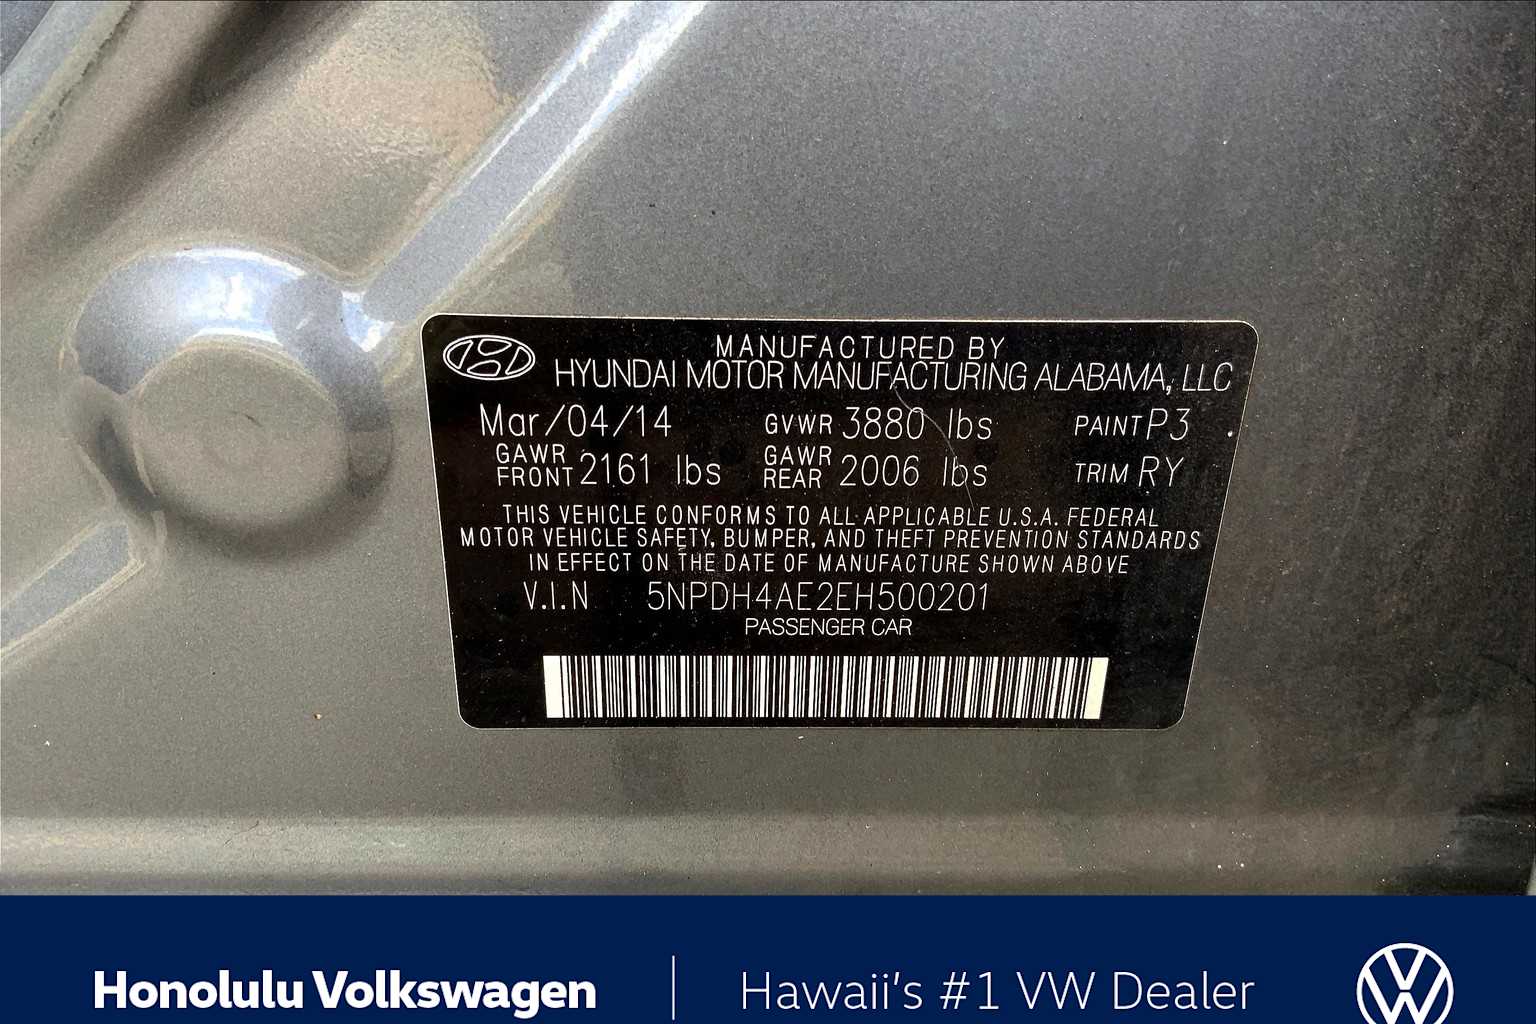 MANUFACTURED BY
HYUNDAI MOTOR MANUFACTURING ALABAMA, LLC
Mar/04/14 GVWR 3880 lbs PAINT P3
GAWR FRONT 2161 lbs GAWR REAR 2006 lbs TRIM RY
THIS VEHICLE CONFORMS TO ALL APPLICABLE U.S.A. FEDERAL
MOTOR VEHICLE SAFETY, BUMPER, AND THEFT PREVENTION STANDARDS
IN EFFECT ON THE DATE OF MANUFACTURE SHOWN ABOVE
V.I.N 5NPDH4AE2EH500201
PASSENGER CAR
Honolulu Volkswagen | Hawaii's #1 VW Dealer